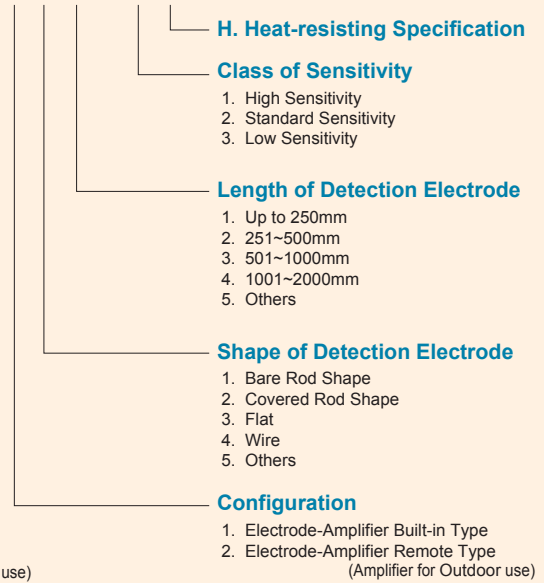 H. Heat-resisting Specification
Class of Sensitivity
1. High Sensitivity
2. Standard Sensitivity
3. Low Sensitivity
Length of Detection Electrode
1. Up to 250mm
2. 251~500mm
3. 501~1000mm
4. 1001~2000mm
5. Others
Shape of Detection Electrode
1. Bare Rod Shape
2. Covered Rod Shape
3. Flat
4. Wire
5. Others
Configuration
1. Electrode-Amplifier Built-in Type
2. Electrode-Amplifier Remote Type
(Amplifier for Outdoor use)
use)